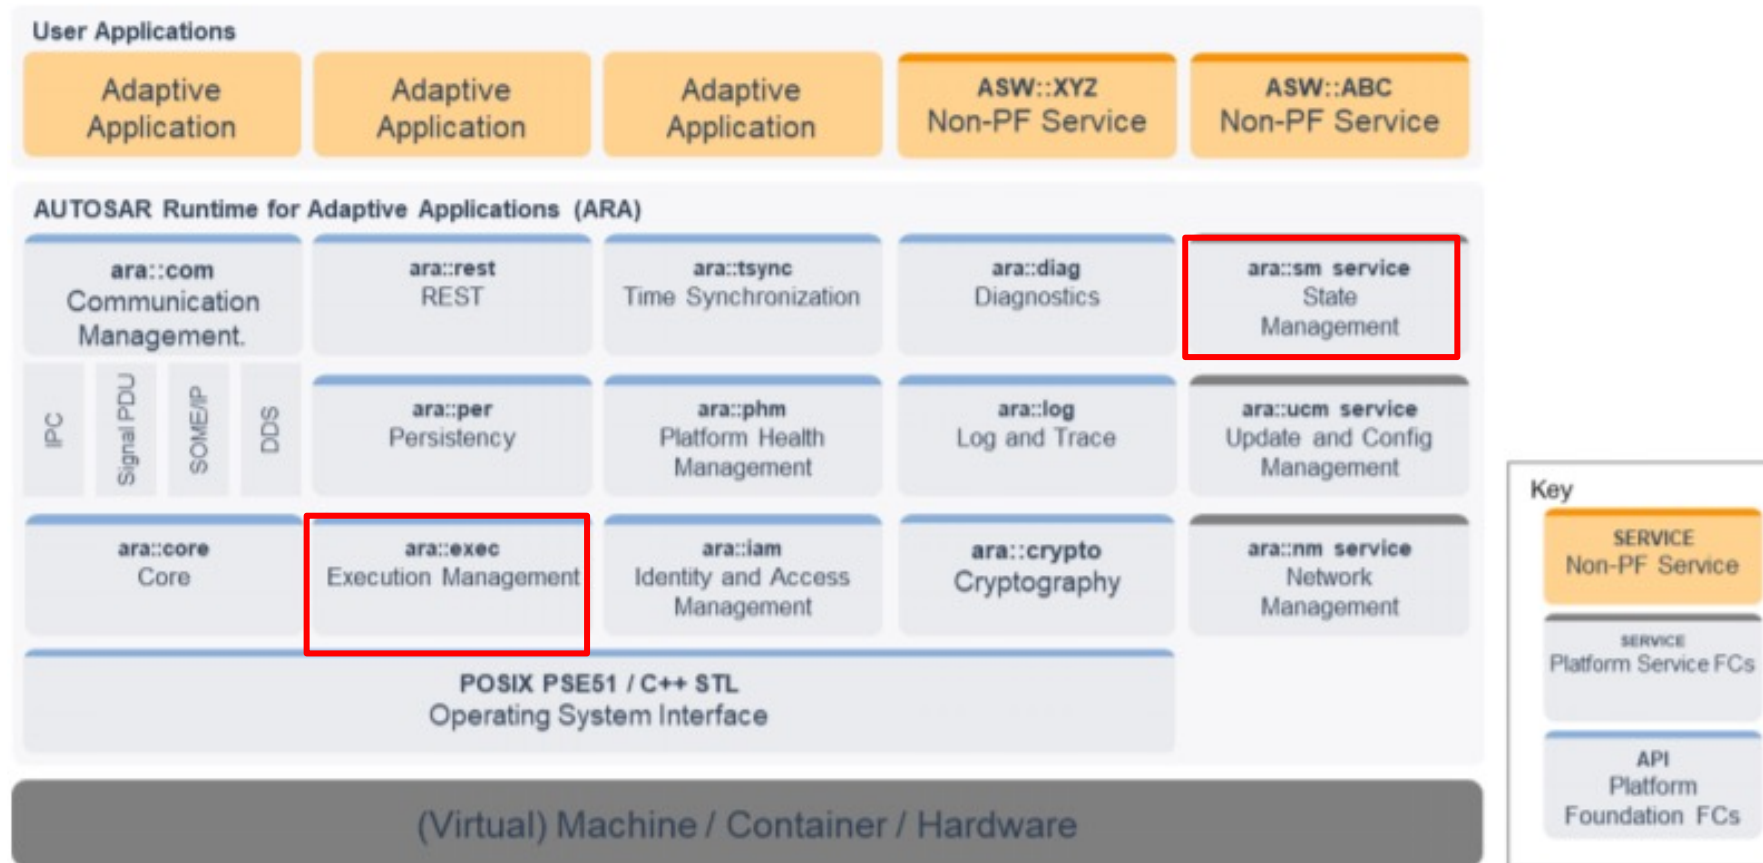 User Applications
Adaptive
Application
Adaptive
Application
Adaptive
Application
ASW::XYZ
Non-PF Service
ASW::ABC
Non-PF Service
AUTOSAR Runtime for Adaptive Applications (ARA)
ara::com
Communication
Management.
ara::rest
REST
ara::tsync
Time Synchronization
ara::diag
Diagnostics
ara::sm service
State
Management
IPC
Signal PDU
SOME/IP
DDS
ara::per
Persistency
ara::phm
Platform Health
Management
ara::log
Log and Trace
ara::ucm service
Update and Config
Management
ara::core
Core
ara::exec
Execution Management
ara::iam
Identity and Access
Management
ara::crypto
Cryptography
ara::nm service
Network
Management
POSIX PSE51 / C++ STL
Operating System Interface
(Virtual) Machine / Container / Hardware
Key
SERVICE
Non-PF Service
SERVICE
Platform Service FCs
API
Platform
Foundation FCs